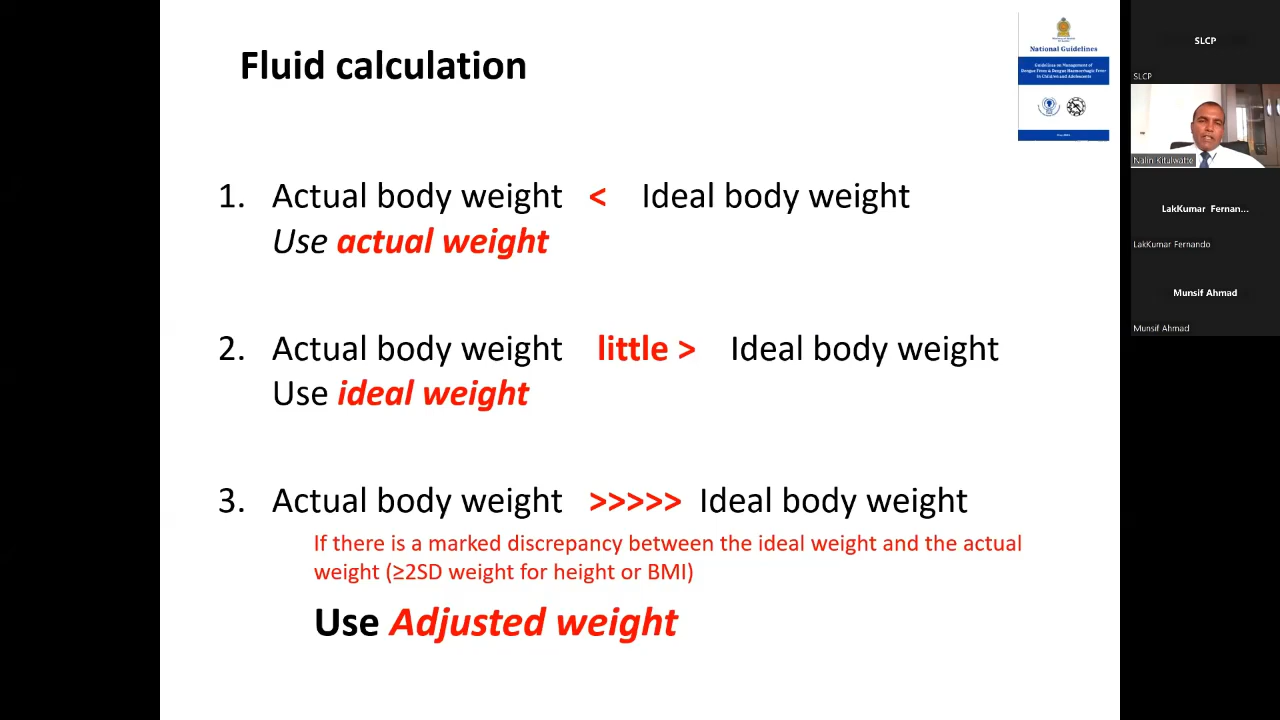 Fluid calculation
National Guidelines
Guidelines on Management of
Dengue Fever & Dengue Haemorrhagic Fever
in Children and Adolescents
1. Actual body weight < Ideal body weight
Use actual weight
2. Actual body weight little > Ideal body weight
Use ideal weight
3. Actual body weight >>>>> Ideal body weight
If there is a marked discrepancy between the ideal weight and the actual
weight (≥2SD weight for height or BMI)
Use Adjusted weight
SLCP
SLCP
Nalin Kitulwatte
LakKumar Fernan...
LakKumar Fernando
Munsif Ahmad
Munsif Ahmad